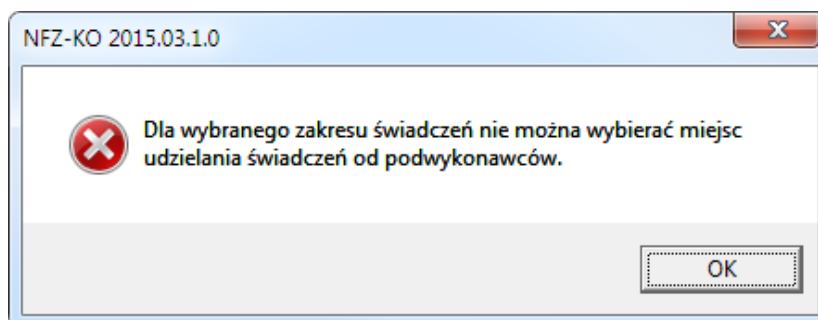 NFZ-KO 2015.03.1.0
Dla wybranego zakresu świadczeń nie można wybierać miejsc
udzielania świadczeń od podwykonawców.
OK